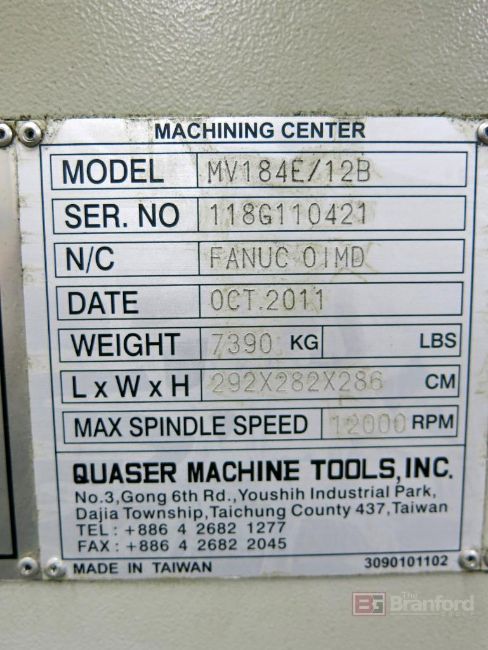 MACHINING CENTER
MODEL MV184E/12B
SER. NO 118G110421
N/C FANUC 0IMD
DATE OCT.2011
WEIGHT 7390 KG LBS
L x W x H 292X282X286 CM
MAX SPINDLE SPEED 12000 RPM
QUASER MACHINE TOOLS,INC.
No.3,Gong 6th Rd.,Youshih Industrial Park,
Dajia Township,Taichung County 437,Taiwan
TEL : +886 4 2682 1277
FAX : +886 4 2682 2045
MADE IN TAIWAN 3090101102
BG The Branford